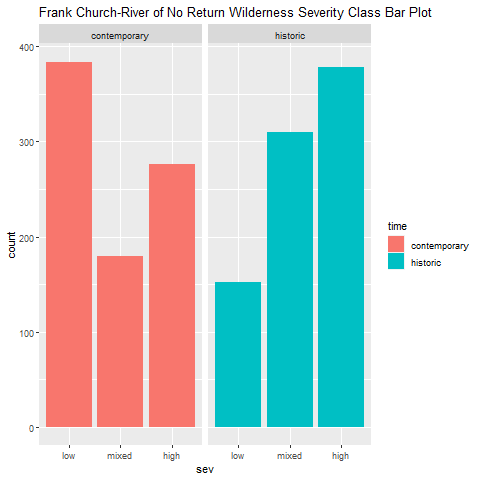 Frank Church-River of No Return Wilderness Severity Class Bar Plot
contemporary
historic
400
300
200
100
0
count
low
mixed
high
low
mixed
high
sev
time
contemporary
historic